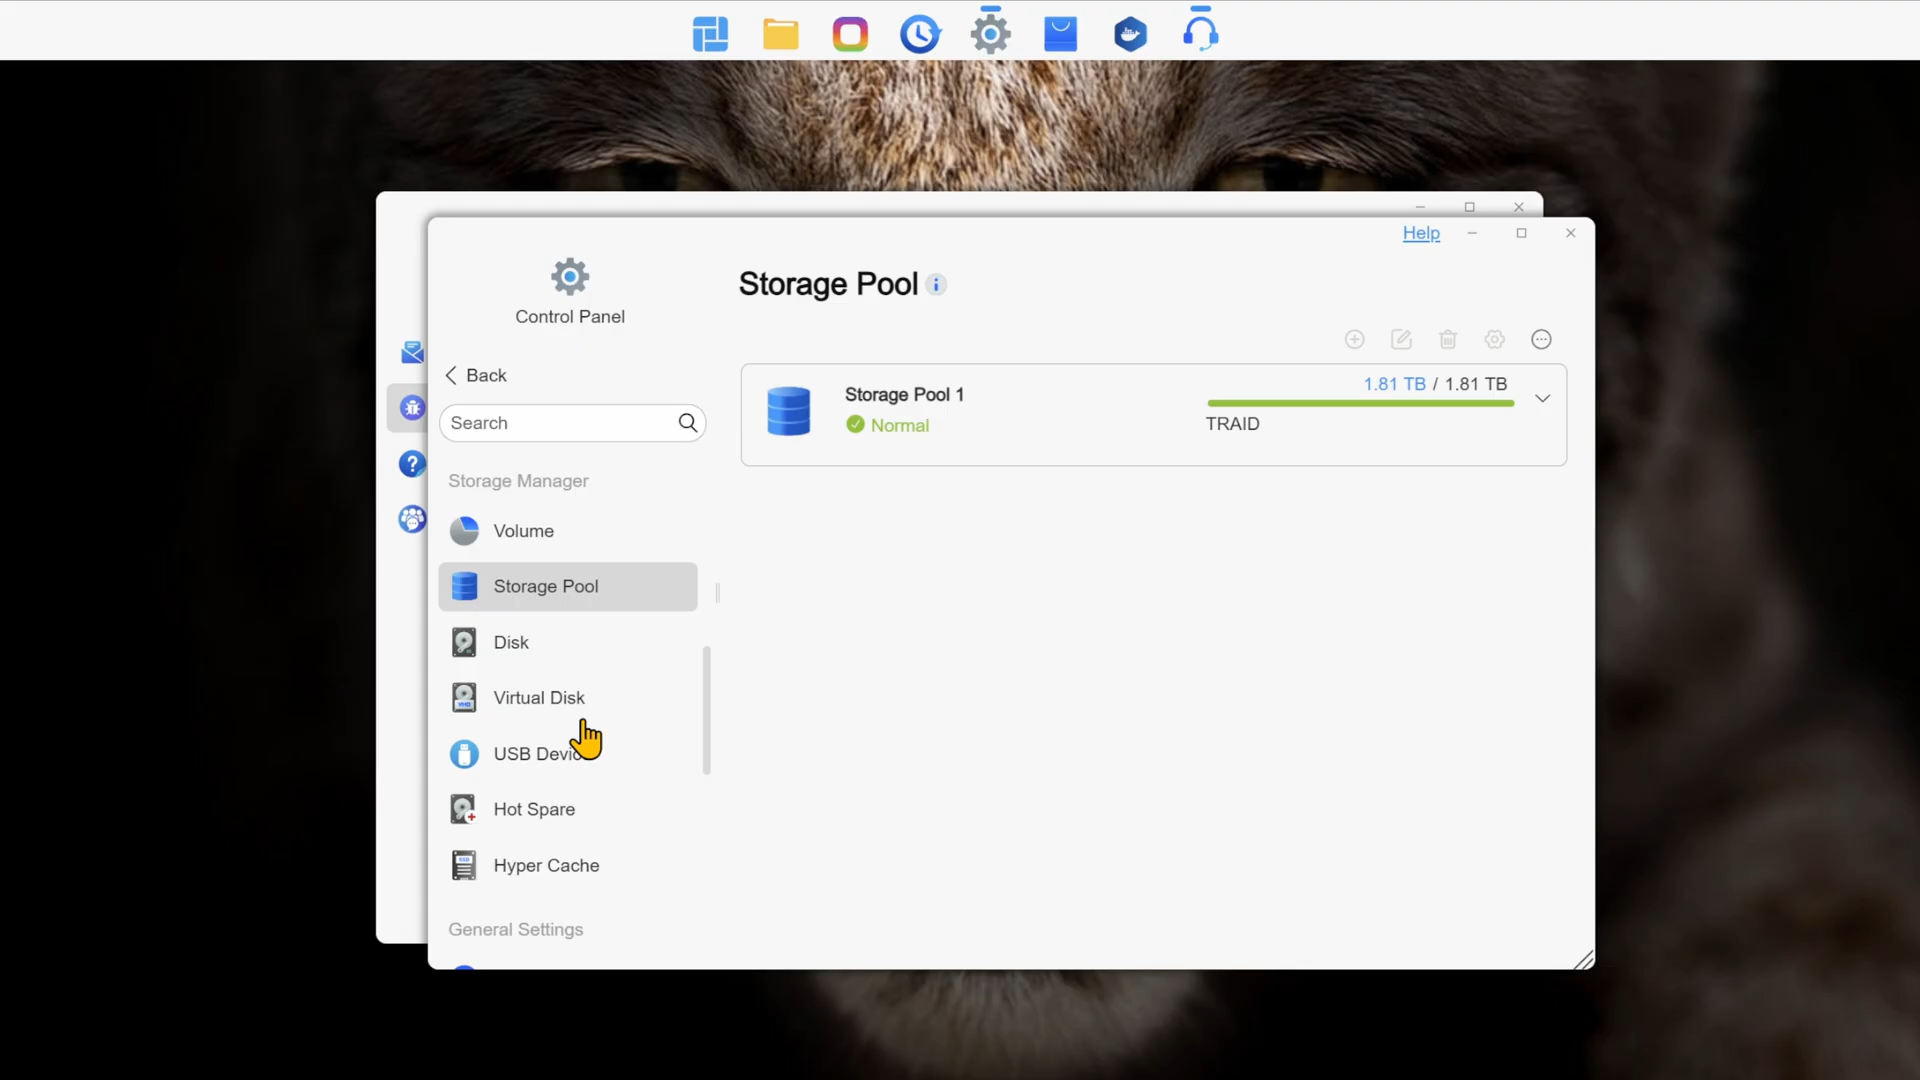 Help
Control Panel
Storage Pool
Back
Search
1.81 TB / 1.81 TB
Storage Pool 1
Normal
TRAID
Storage Manager
Volume
Storage Pool
Disk
Virtual Disk
USB
Hot Spare
Hyper Cache
General Settings